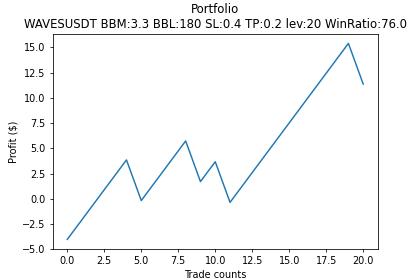 Portfolio
WAVESUSDT BBM:3.3 BBL:180 SL:0.4 TP:0.2 lev:20 WinRatio:76.0
15.0
12.5
10.0
7.5
5.0
2.5
0.0
−2.5
−5.0
Profit ($)
0.0 2.5 5.0 7.5 10.0 12.5 15.0 17.5 20.0
Trade counts